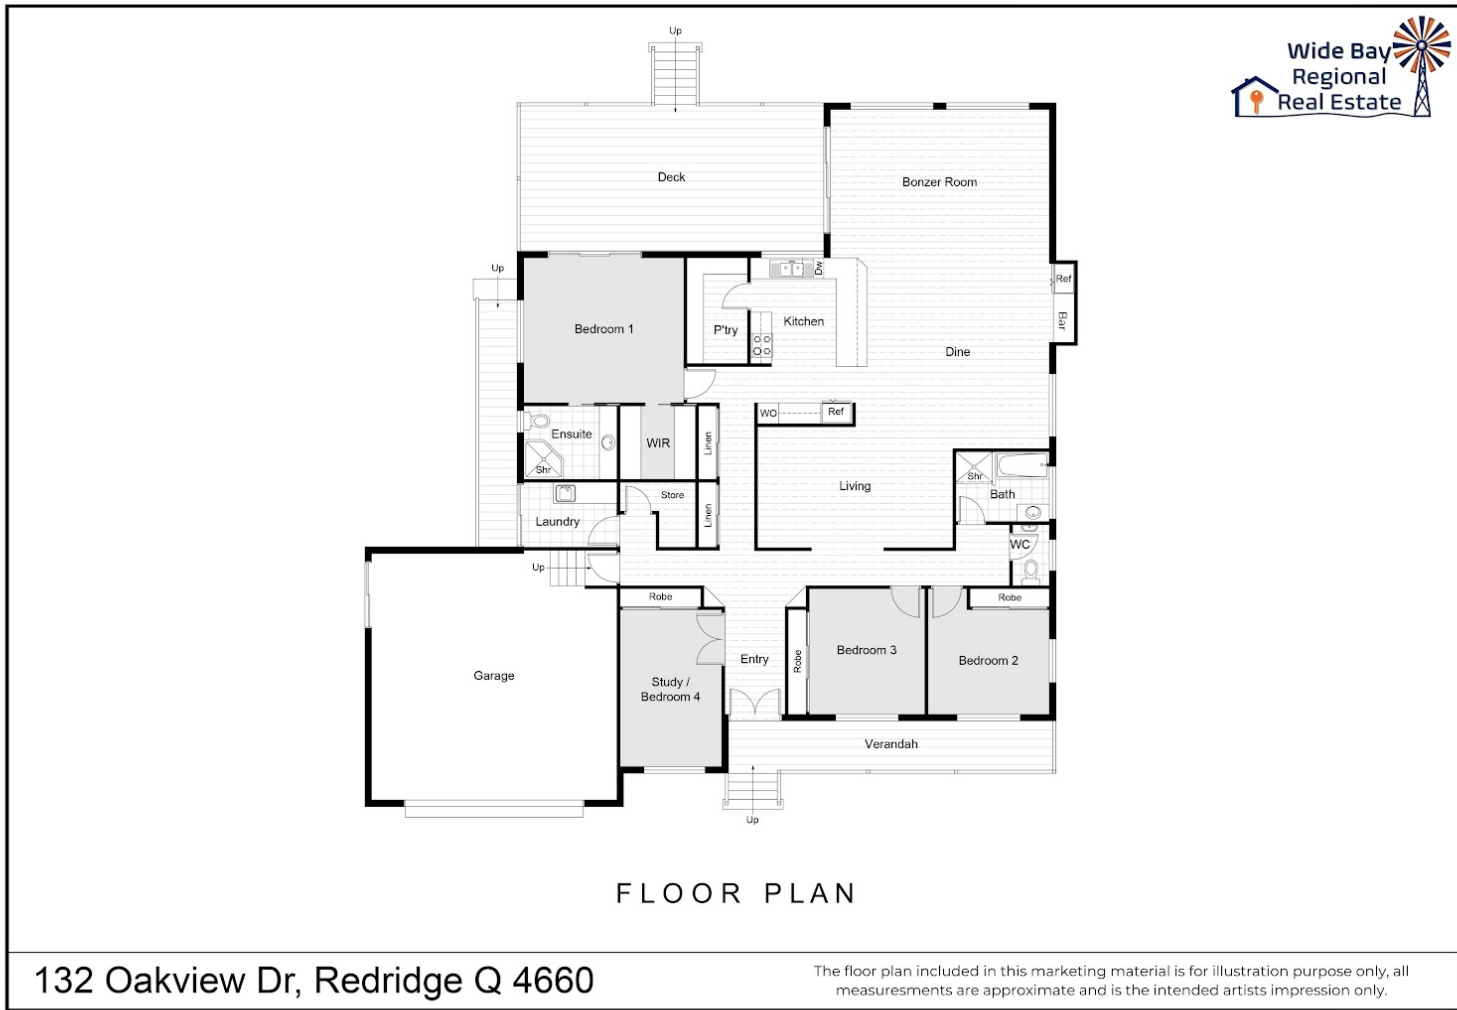 Up
Wide Bay
Regional
Real Estate
Deck
Bonzer Room
Up
Dw
Ref
Bedroom 1
P'try
Kitchen
Bar
Dine
WO
Ref
Ensuite
WIR
Linen
Shr
Living
Shr
Bath
Store
Laundry
Linen
WC
Up
Robe
Robe
Garage
Study /
Bedroom 4
Entry
Robe
Bedroom 3
Bedroom 2
Verandah
Up
FLOOR PLAN
132 Oakview Dr, Redridge Q 4660
The floor plan included in this marketing material is for illustration purpose only, all
measuresments are approximate and is the intended artists impression only.